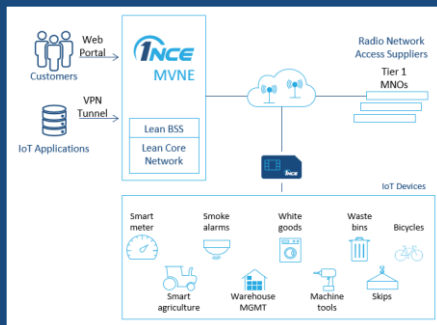 Web
Portal
Customers
VPN
Tunnel
IoT Applications
1NCE
MVNE
Lean BSS
Lean Core
Network
Radio Network
Access Suppliers
Tier 1
MNOs
1NCE
IoT Devices
Smart
meter
Smoke
alarms
White
goods
Waste
bins
Bicycles
Smart
agriculture
Warehouse
MGMT
Machine
tools
Skips